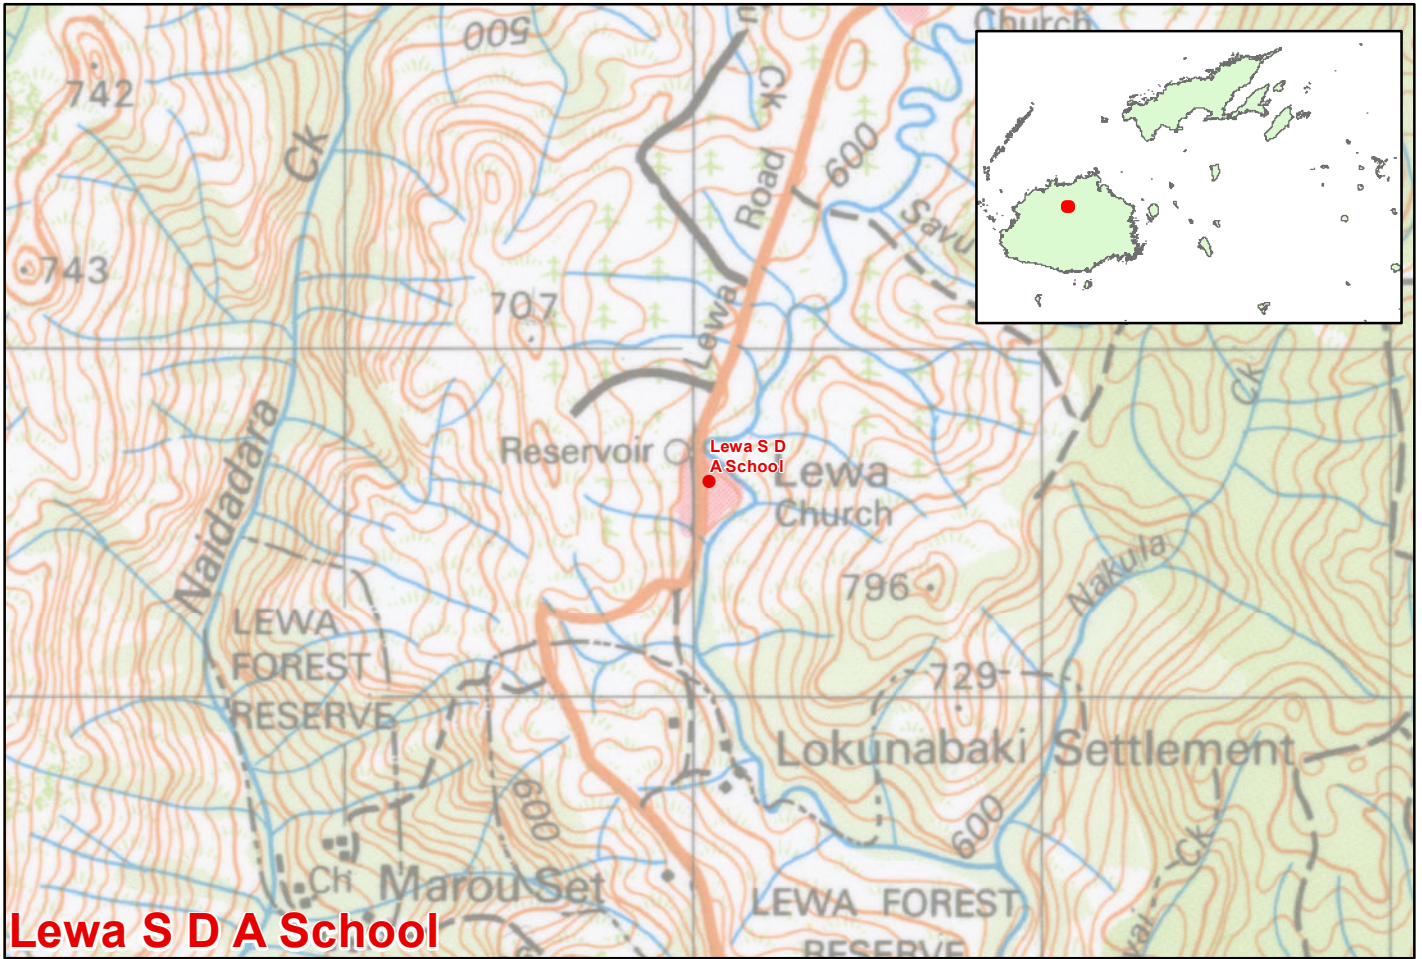 500
Church
742
Ck
Ck
600
Road
Savu
743
707
Lewa
Ck
Naidadara
Reservoir
Lewa S D
A School
Lewa
Church
Nakula
796
LEWA
FOREST
RESERVE
729
Lokunabaki Settlement
600
600
Ck
Ch
Marou Set
LEWA FOREST
RESERVE
Lewa S D A School